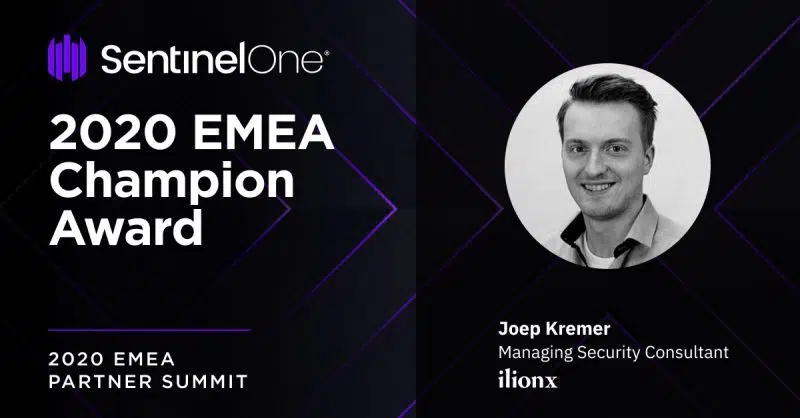 SentinelOne®
2020 EMEA
Champion
Award
2020 EMEA
PARTNER SUMMIT
Joep Kremer
Managing Security Consultant
ilionx